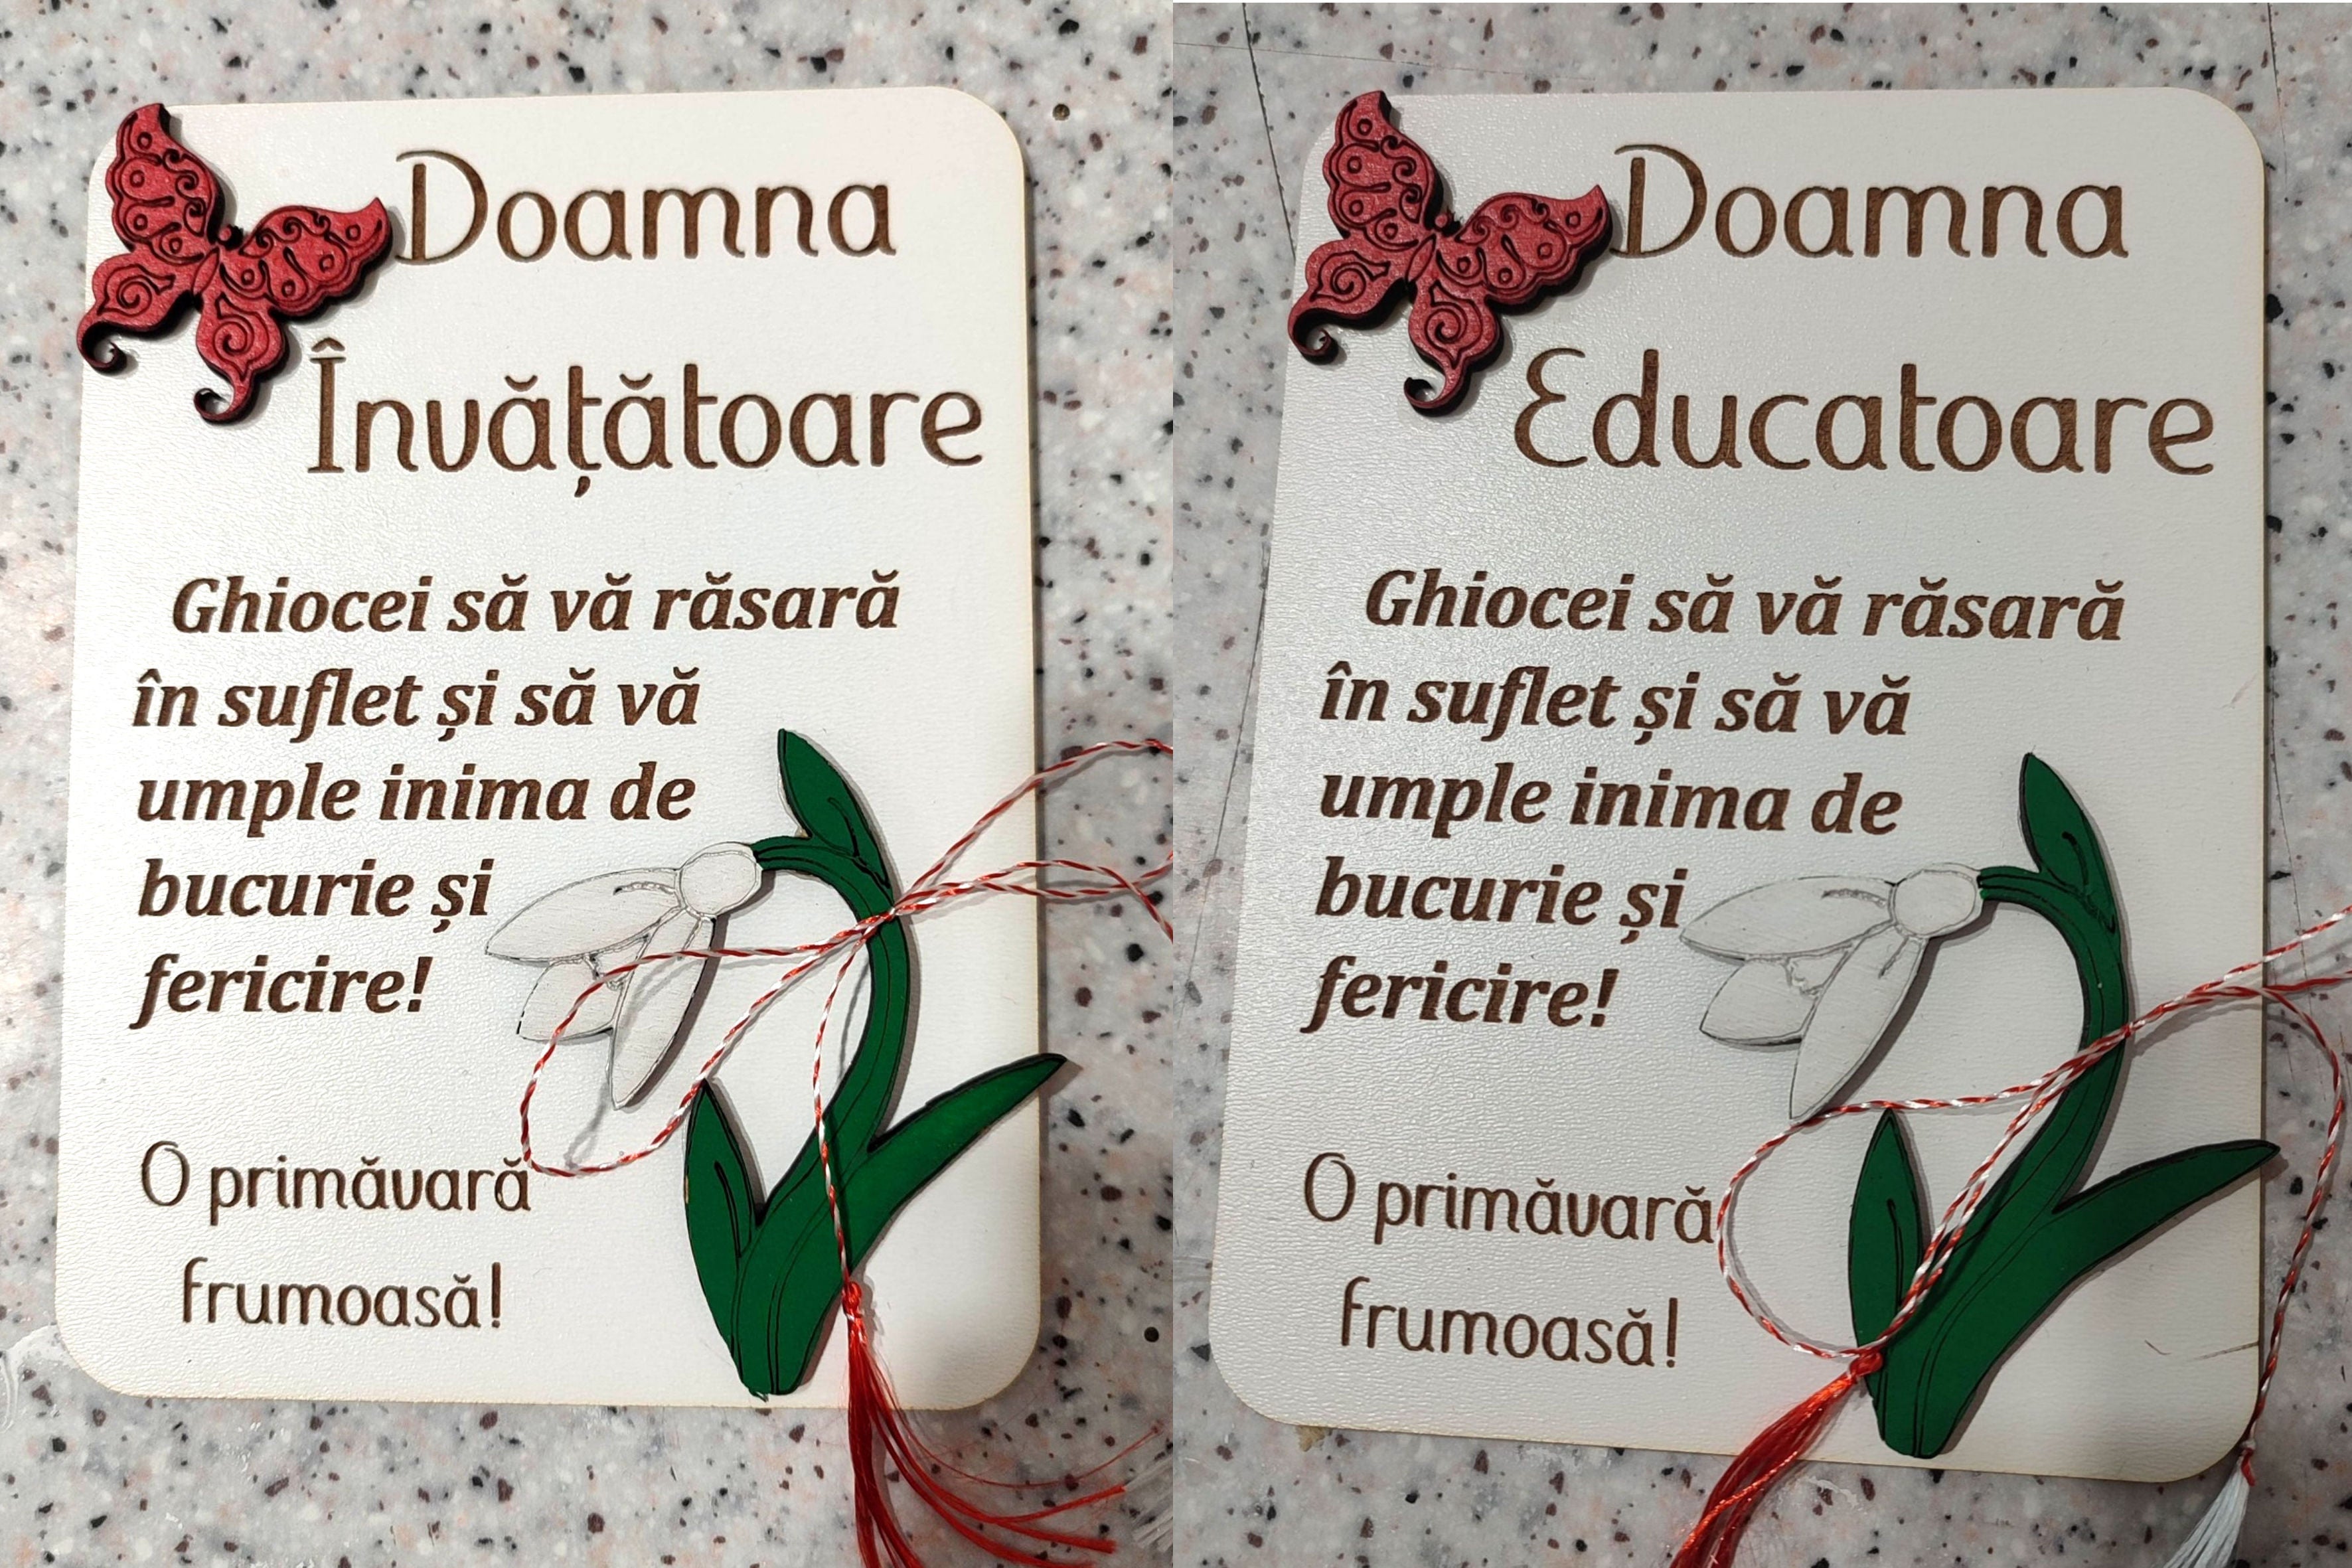 Doamna
Învățătoare
Ghiocei să vă răsară
în suflet și să vă
umple inima de
bucurie și
fericire!
O primăvară
frumoasă!
Doamna
Educatoare
Ghiocei să vă răsară
în suflet și să vă
umple inima de
bucurie și
fericire!
O primăvară
frumoasă!